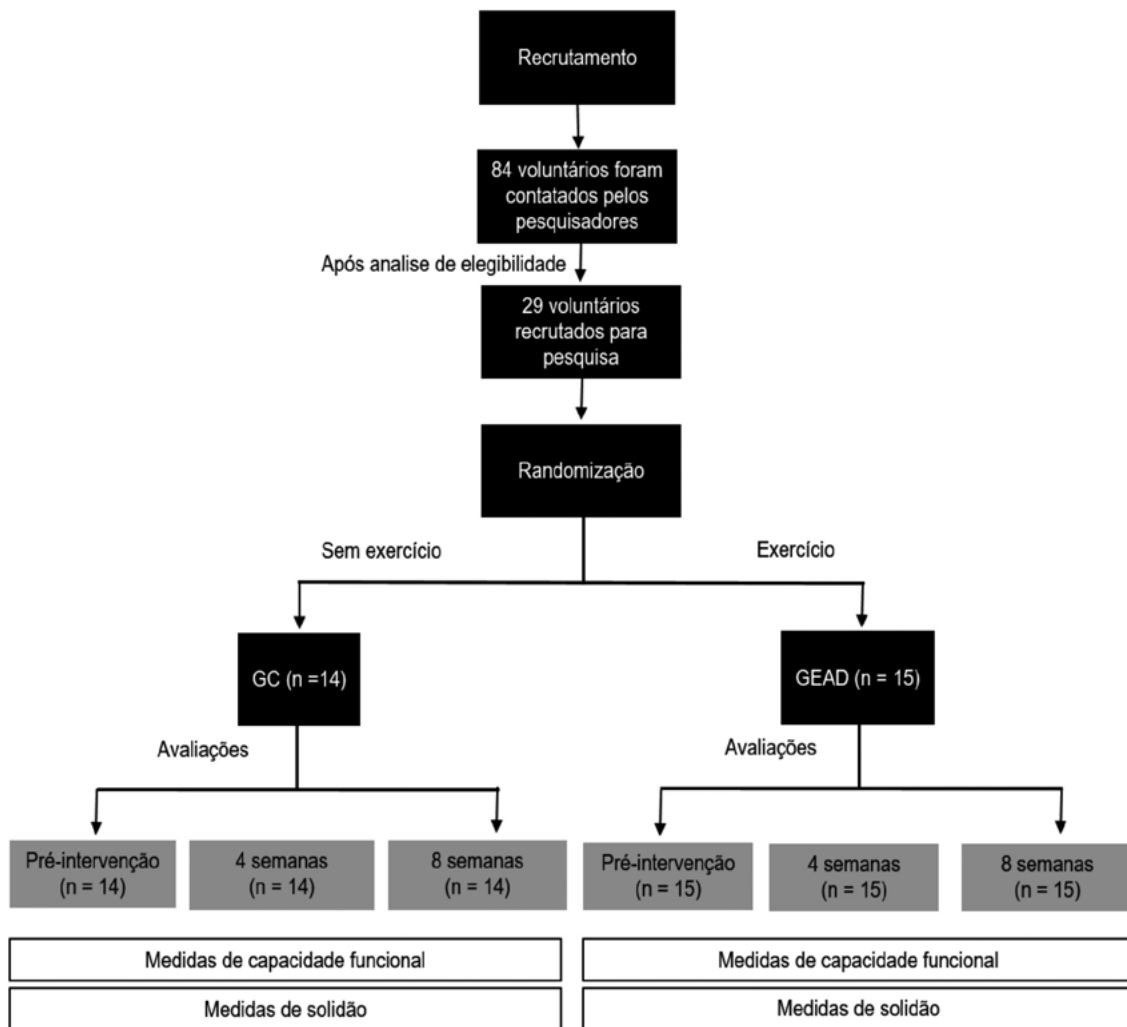 Recrutamento
84 voluntários foram
contatados pelos
pesquisadores
Após analise de elegibilidade
29 voluntários
recrutados para
pesquisa
Randomização
Sem exercício
Exercício
GC (n =14)
GEAD (n = 15)
Avaliações
Avaliações
Pré-intervenção
(n = 14)
4 semanas
(n = 14)
8 semanas
(n = 14)
Pré-intervenção
(n = 15)
4 semanas
(n = 15)
8 semanas
(n = 15)
Medidas de capacidade funcional
Medidas de capacidade funcional
Medidas de solidão
Medidas de solidão